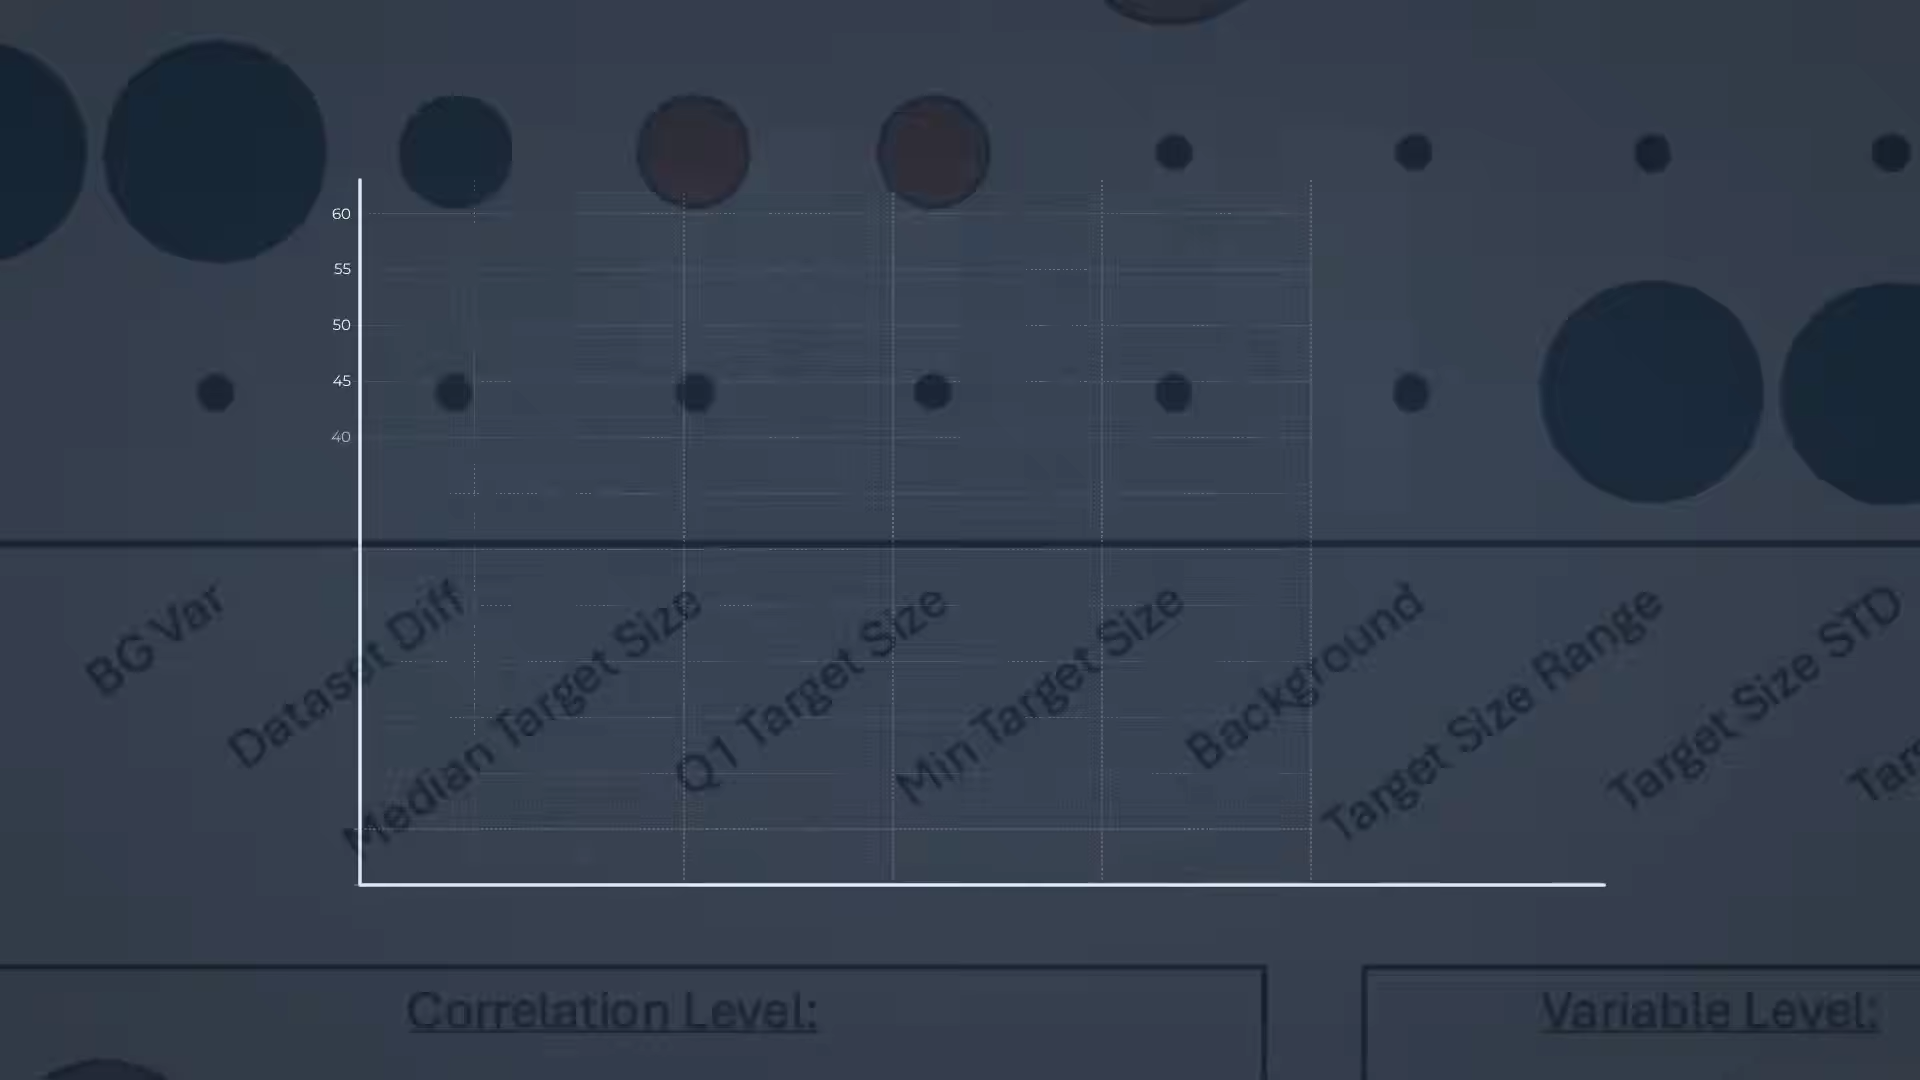 60
55
50
45
40
BG Var
Dataset Diff
Median Target Size
Q1 Target Size
Min Target Size
Background
Target Size Range
Target Size STD
Correlation Level:
Variable Level: